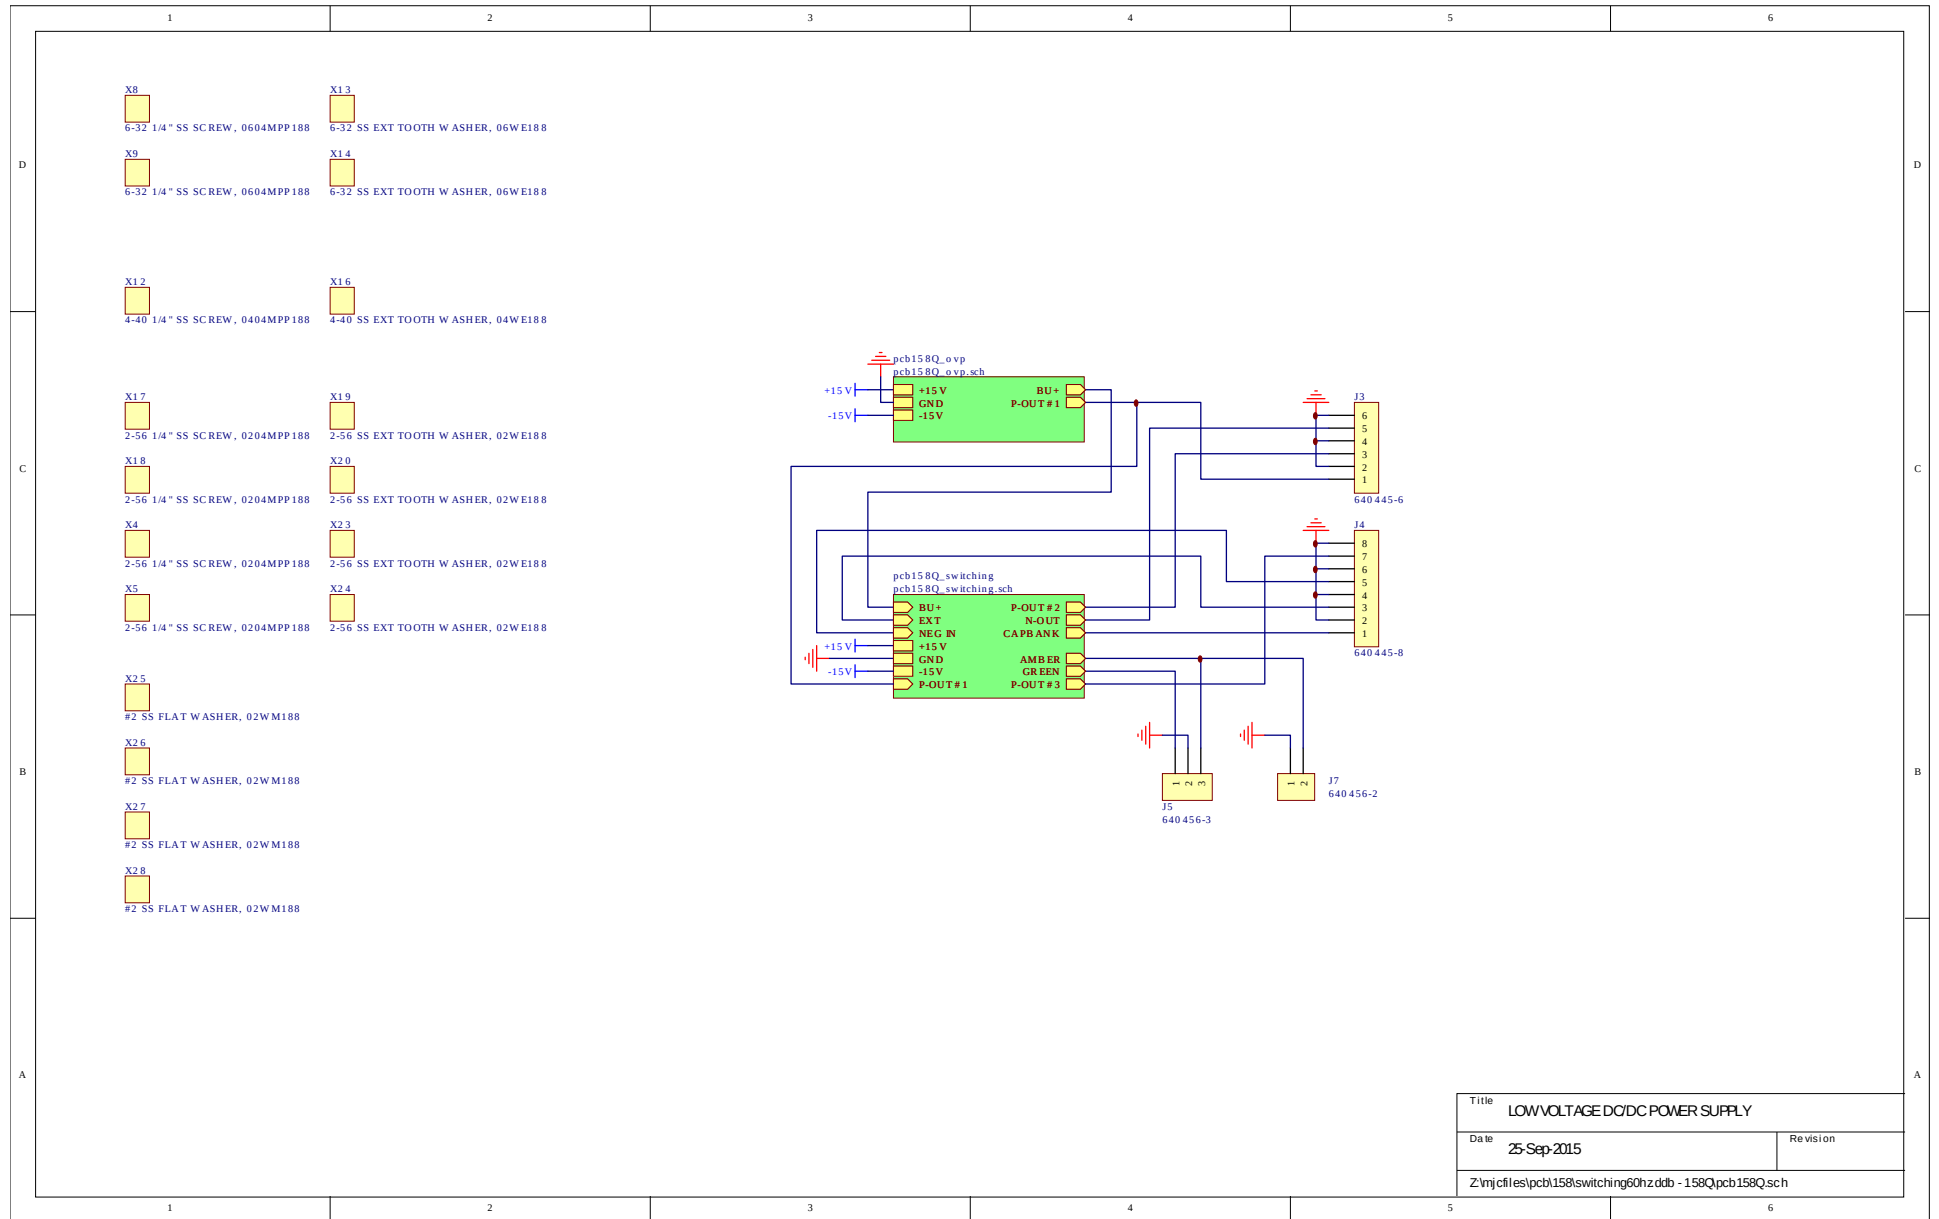 1 2 3 4 5 6
D D
C C
B B
A A
X8
6-32 1/4" SS SCREW, 0604MPP188
X13
6-32 SS EXT TOOTH WASHER, 06WE188
X9
6-32 1/4" SS SCREW, 0604MPP188
X14
6-32 SS EXT TOOTH WASHER, 06WE188
X12
4-40 1/4" SS SCREW, 0404MPP188
X16
4-40 SS EXT TOOTH WASHER, 04WE188
X17
2-56 1/4" SS SCREW, 0204MPP188
X19
2-56 SS EXT TOOTH WASHER, 02WE188
X18
2-56 1/4" SS SCREW, 0204MPP188
X20
2-56 SS EXT TOOTH WASHER, 02WE188
X4
2-56 1/4" SS SCREW, 0204MPP188
X23
2-56 SS EXT TOOTH WASHER, 02WE188
X5
2-56 1/4" SS SCREW, 0204MPP188
X24
2-56 SS EXT TOOTH WASHER, 02WE188
X25
#2 SS FLAT WASHER, 02WM188
X26
#2 SS FLAT WASHER, 02WM188
X27
#2 SS FLAT WASHER, 02WM188
X28
#2 SS FLAT WASHER, 02WM188
pcb158Q_ovp
pcb158Q_ovp.sch
+15V +15V BU+
GND P-OUT#1
-15V -15V
J3
6
5
4
3
2
1
640445-6
J4
8
7
6
5
4
3
2
1
640445-8
pcb158Q_switching
pcb158Q_switching.sch
BU+ P-OUT#2
EXT N-OUT
NEG IN CAPBANK
+15V +15V
GND AMBER
-15V -15V GREEN
P-OUT#1 P-OUT#3
1 2 3
J5
640456-3
1 2
J7
640456-2
Title LOW VOLTAGE DC/DC POWER SUPPLY
Date 25-Sep-2015 Revision
Z:\mjcfiles\pcb\158\switching60hz.ddb - 158Q\pcb158Q.sch
1 2 3 4 5 6